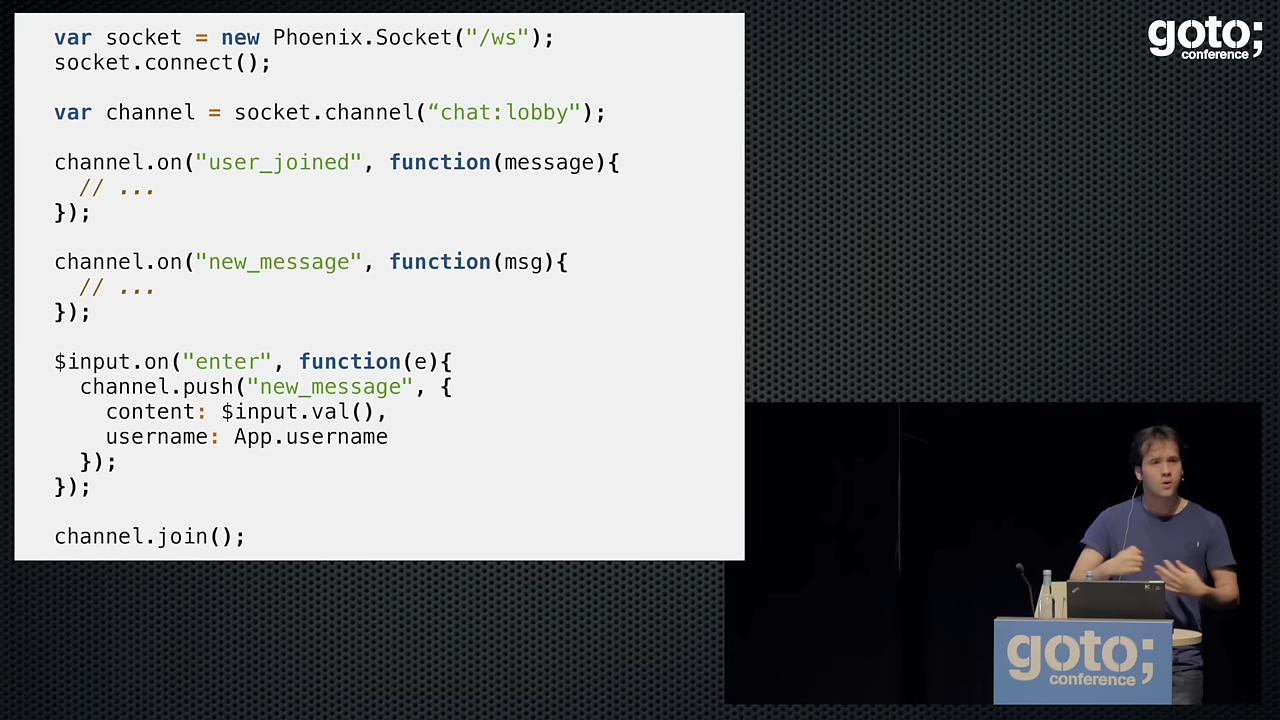 var socket = new Phoenix.Socket("/ws");
socket.connect();
var channel = socket.channel(“chat:lobby");
channel.on("user_joined", function(message){
  // ...
});
channel.on("new_message", function(msg){
  // ...
});
$input.on("enter", function(e){
  channel.push("new_message", {
    content: $input.val(),
    username: App.username
  });
});
channel.join();
goto;
conference
goto;
conference